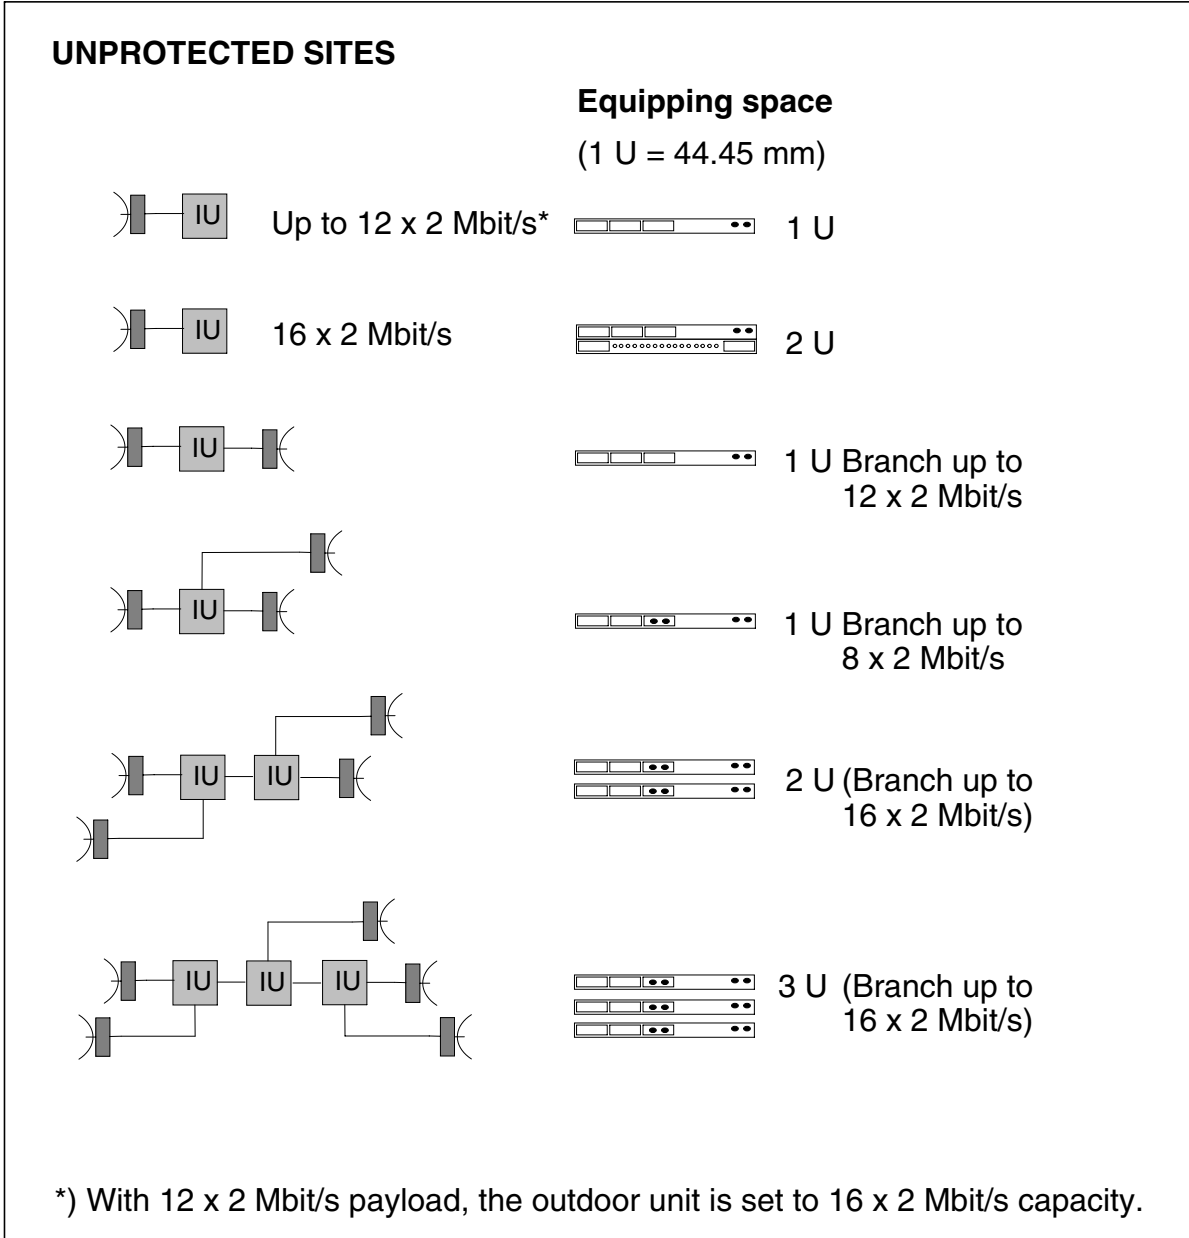 UNPROTECTED SITES
Equipping space
(1 U = 44.45 mm)
IU Up to 12 x 2 Mbit/s* 1 U
IU 16 x 2 Mbit/s 2 U
IU 1 U Branch up to
12 x 2 Mbit/s
IU 1 U Branch up to
8 x 2 Mbit/s
IU IU 2 U (Branch up to
16 x 2 Mbit/s)
IU IU IU 3 U (Branch up to
16 x 2 Mbit/s)
*) With 12 x 2 Mbit/s payload, the outdoor unit is set to 16 x 2 Mbit/s capacity.